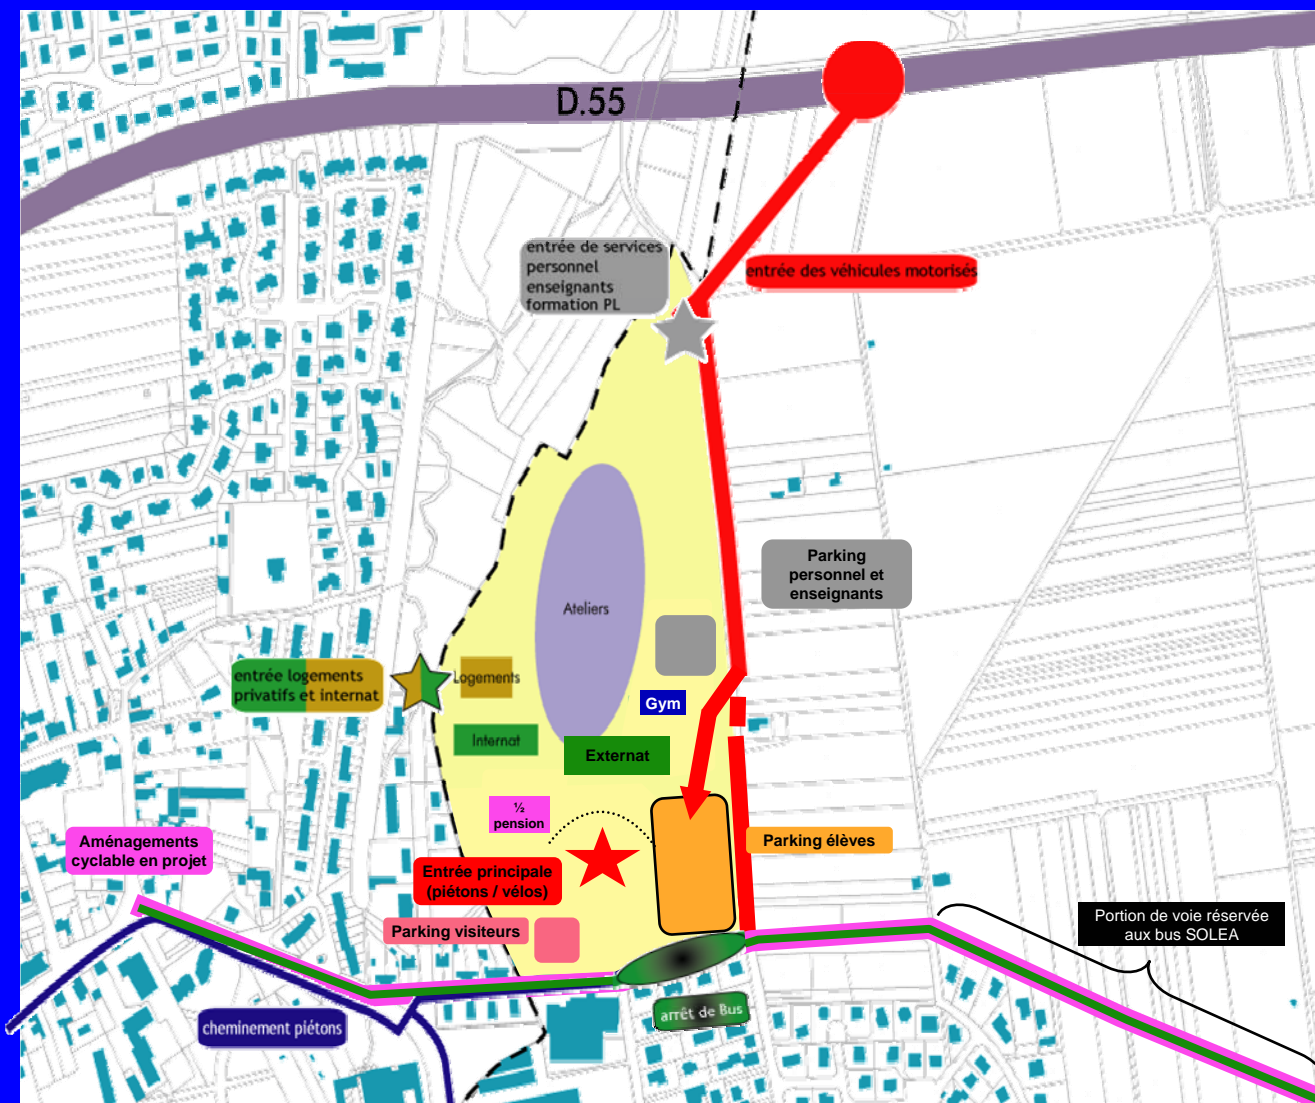 D.55
entrée de services
personnel
enseignants
formation PL
entrée des véhicules motorisés
Parking
personnel et
enseignants
Ateliers
entrée logements
privatifs et internat
Logements
Gym
Internat
Externat
½
pension
Aménagements
cyclable en projet
Parking élèves
Entrée principale
(piétons / vélos)
Parking visiteurs
Portion de voie réservée
aux bus SOLEA
arrêt de Bus
cheminement piétons